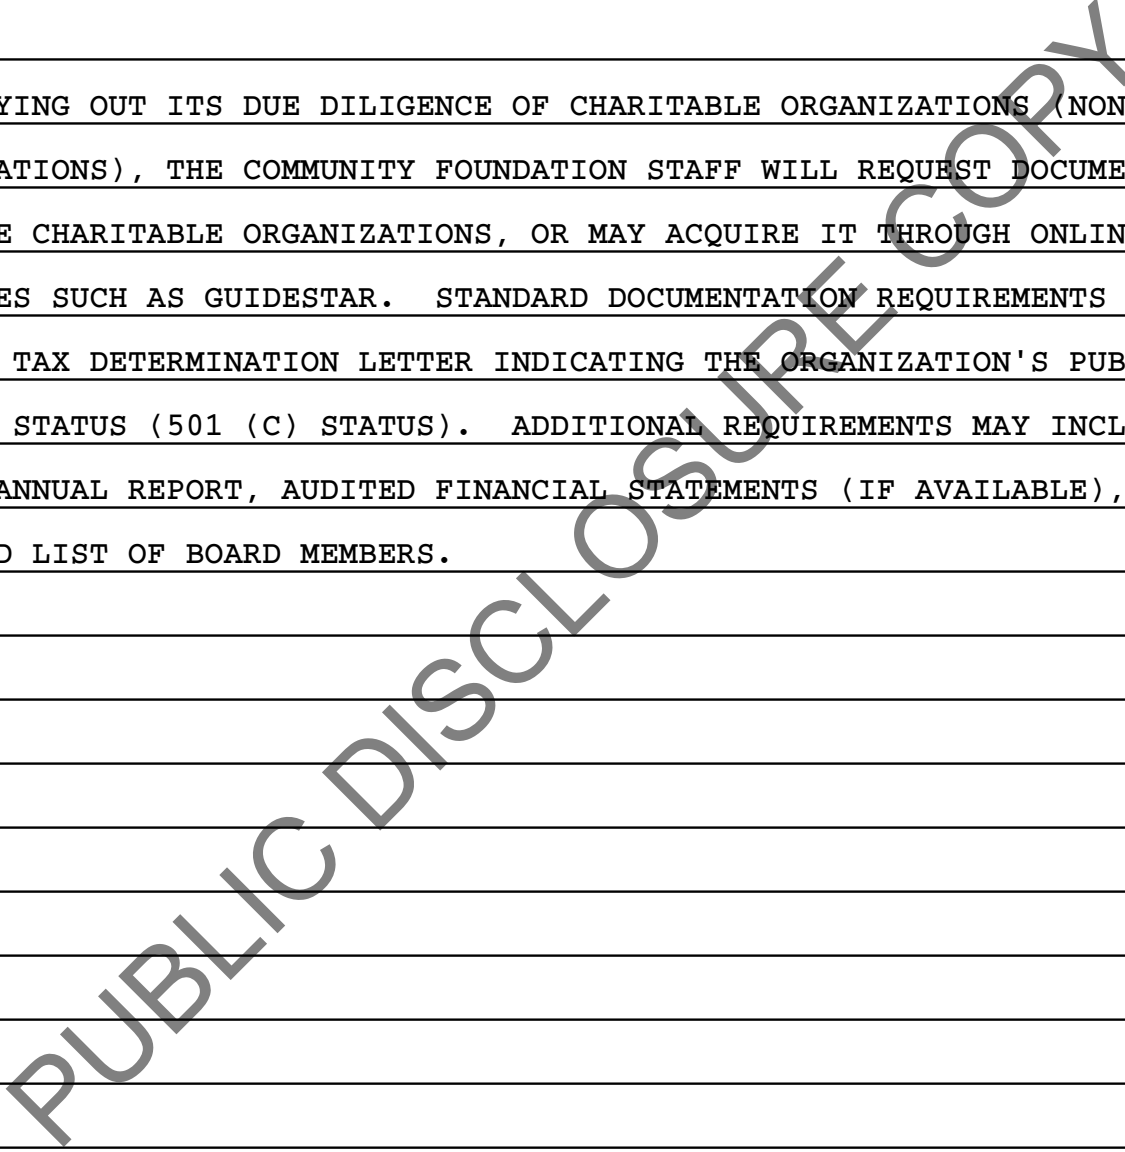 YING OUT ITS DUE DILIGENCE OF CHARITABLE ORGANIZATIONS (NON
ATIONS), THE COMMUNITY FOUNDATION STAFF WILL REQUEST DOCUME
E CHARITABLE ORGANIZATIONS, OR MAY ACQUIRE IT THROUGH ONLIN
ES SUCH AS GUIDESTAR. STANDARD DOCUMENTATION REQUIREMENTS
TAX DETERMINATION LETTER INDICATING THE ORGANIZATION'S PUB
STATUS (501 (C) STATUS). ADDITIONAL REQUIREMENTS MAY INCL
ANNUAL REPORT, AUDITED FINANCIAL STATEMENTS (IF AVAILABLE),
D LIST OF BOARD MEMBERS.
PUBLIC DISCLOSURE COPY